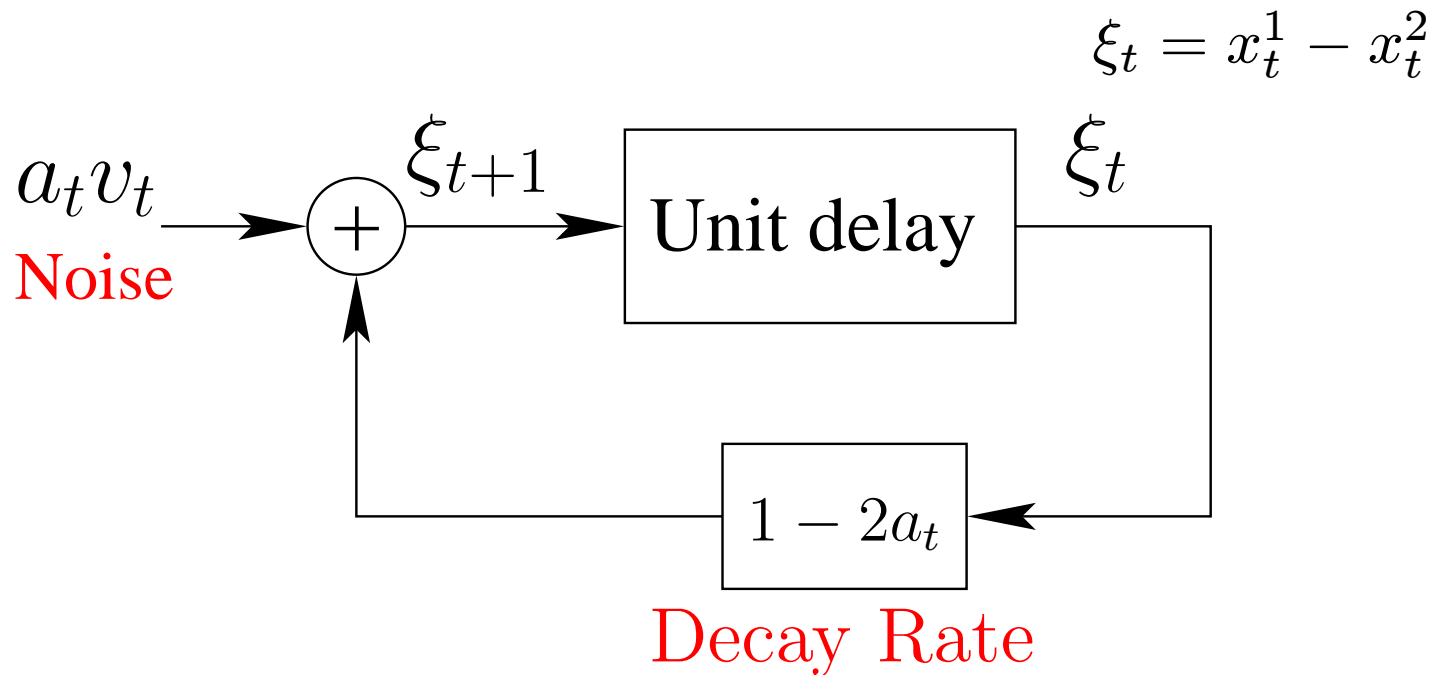 ξ_t = x_t^1 − x_t^2
a_t v_t
ξ_{t+1}
ξ_t
+
Unit delay
Noise
1 − 2a_t
Decay Rate